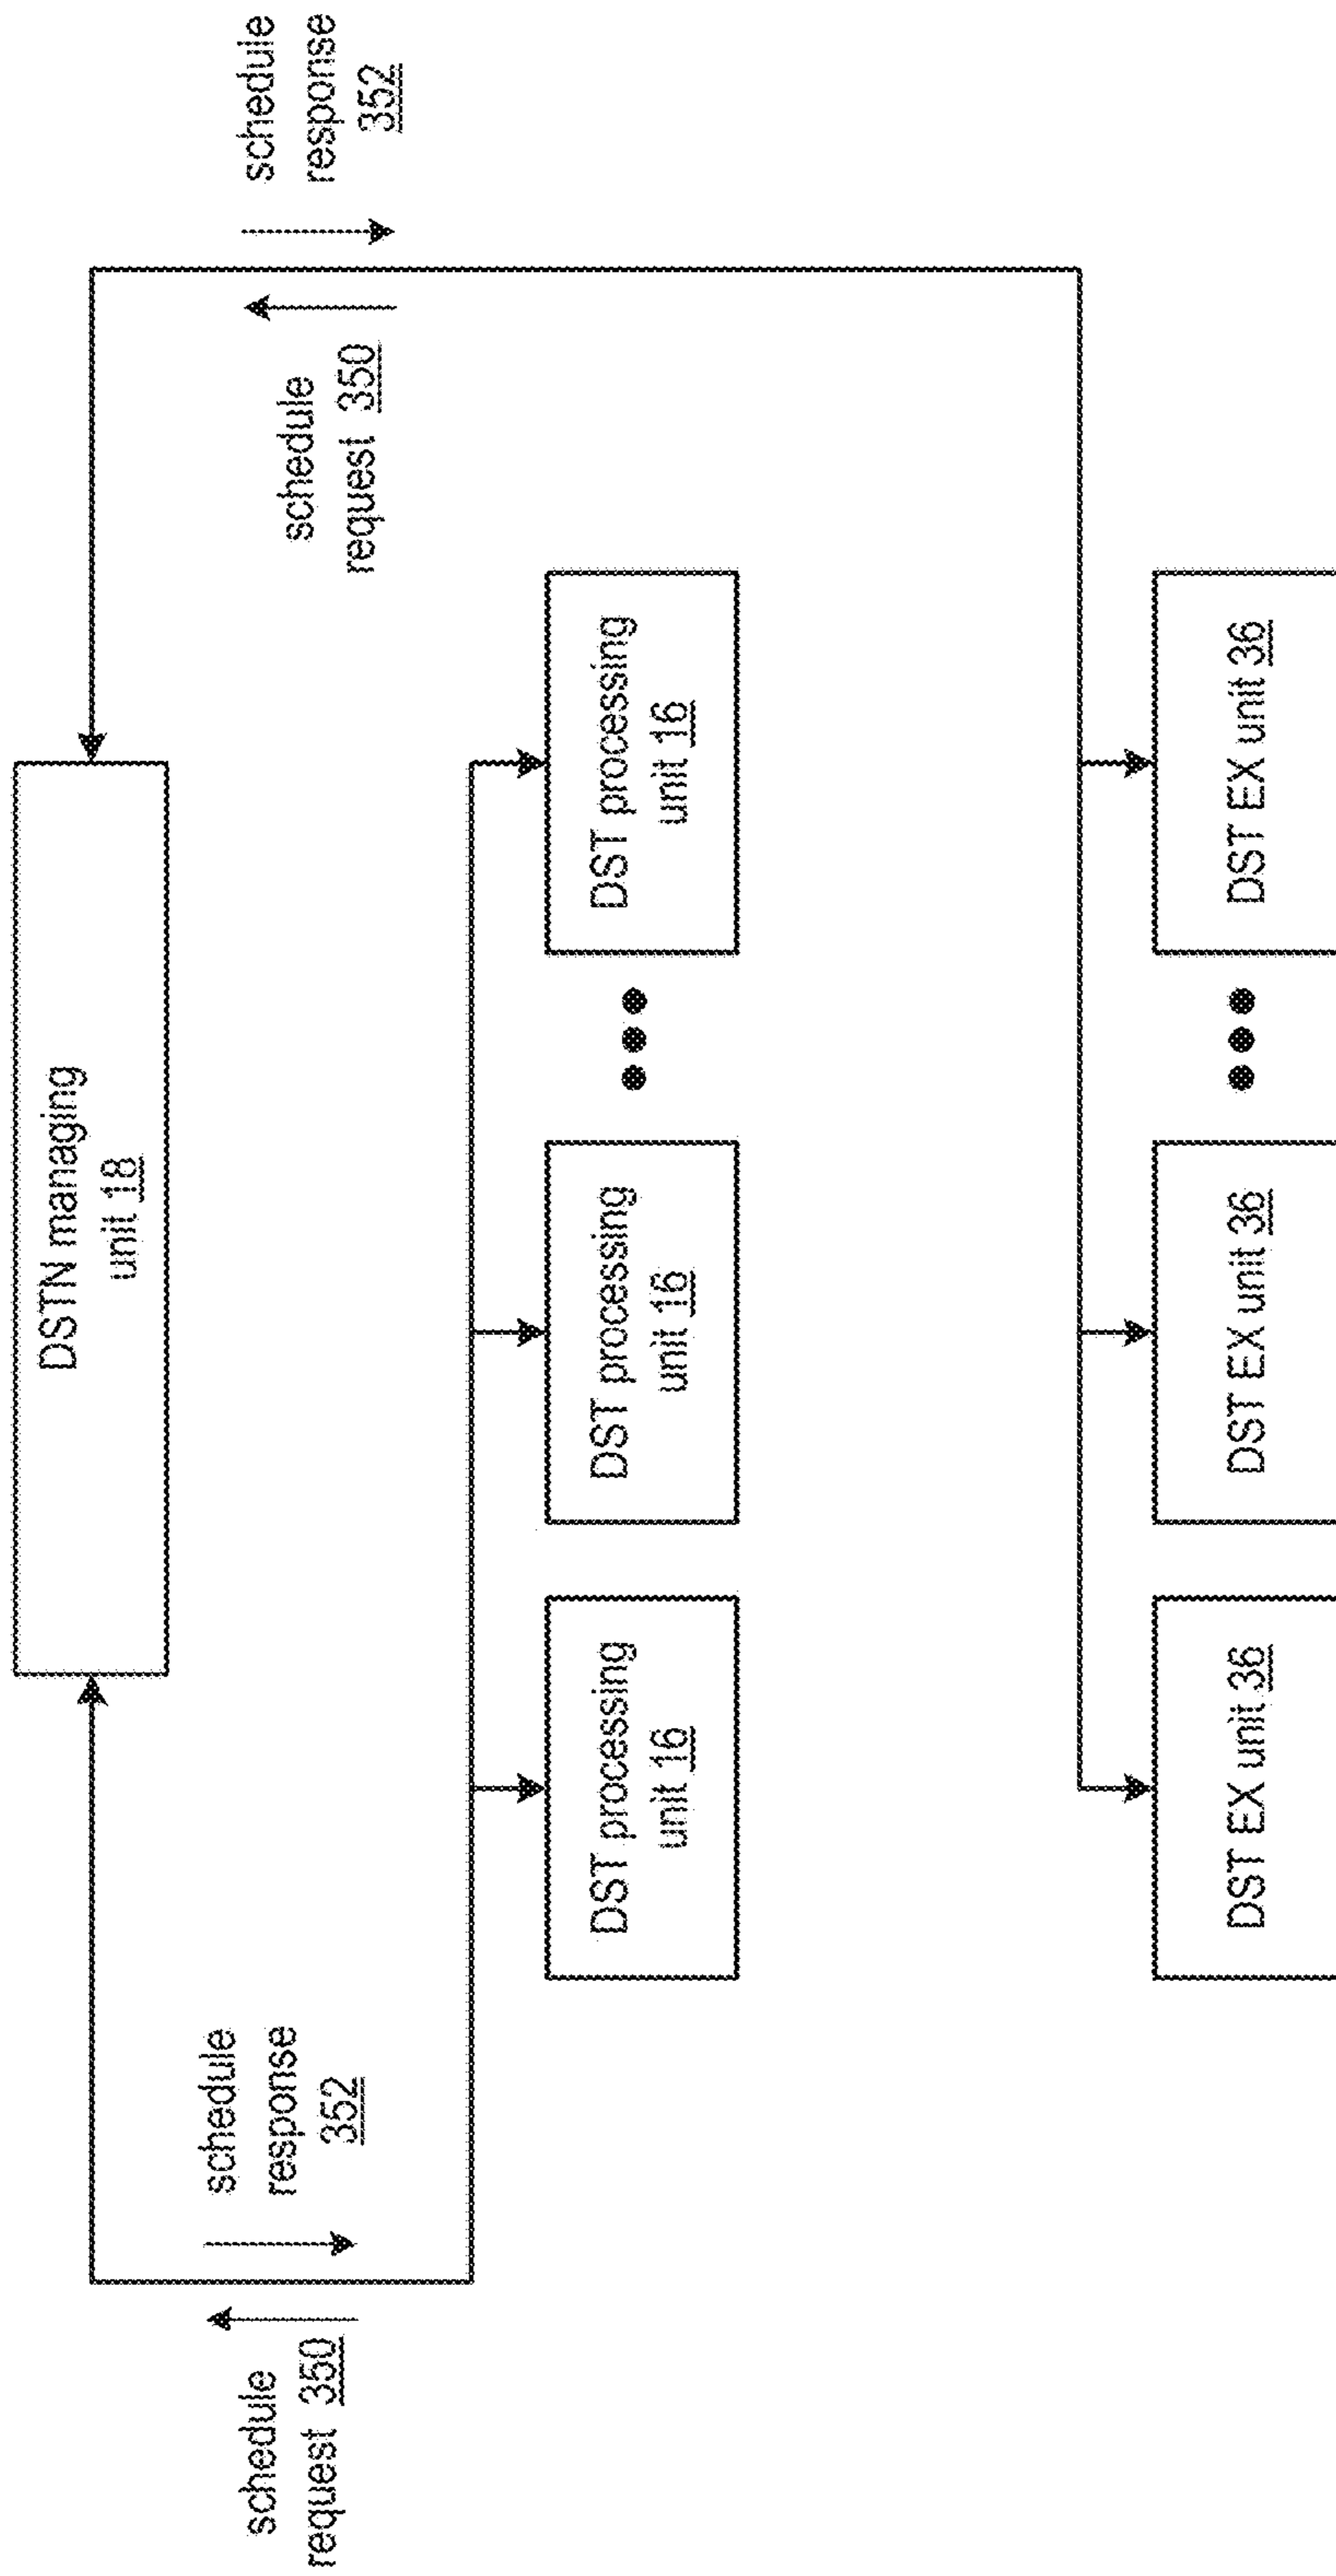 DSTN managing
unit 18
schedule
request 350
schedule
response
352
schedule
request 350
schedule
response
352
DST processing
unit 16
DST processing
unit 16
DST processing
unit 16
DST EX unit 36
DST EX unit 36
DST EX unit 36